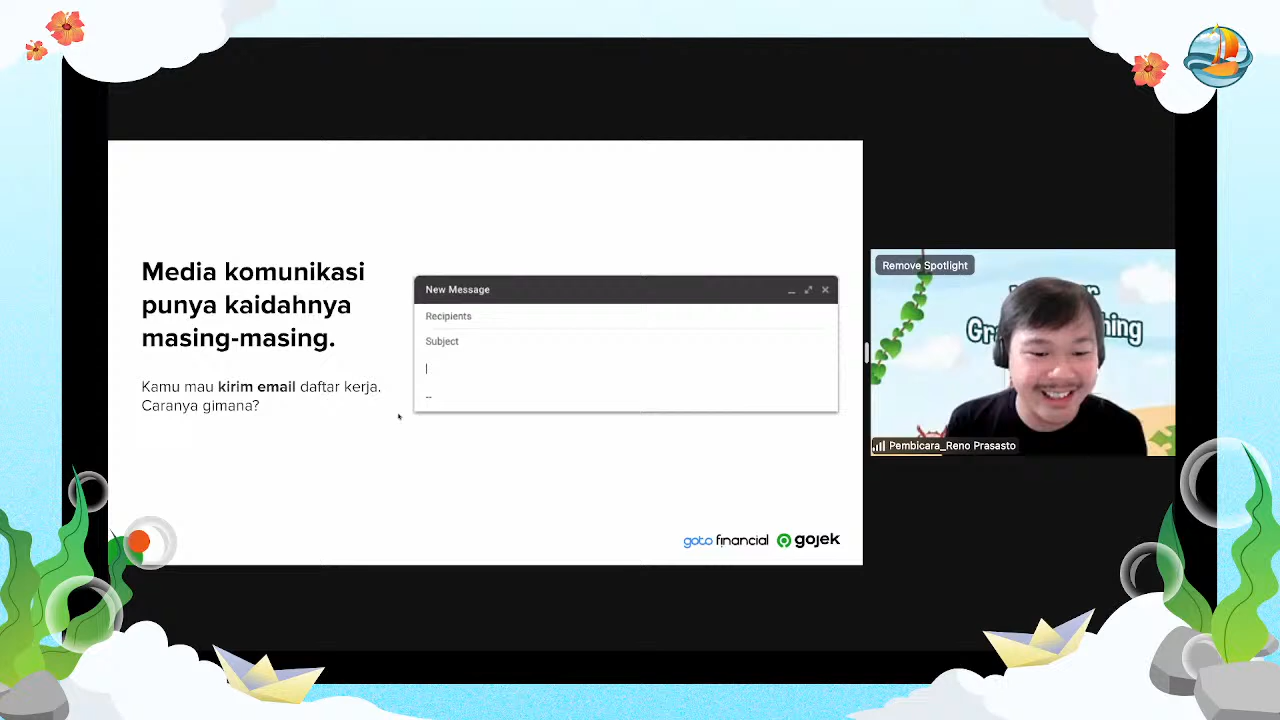 Media komunikasi
punya kaidahnya
masing-masing.
Kamu mau kirim email daftar kerja.
Caranya gimana?
New Message
Recipients
Subject
--
goto financial gojek
Remove Spotlight
Pembicara_Reno Prasasto